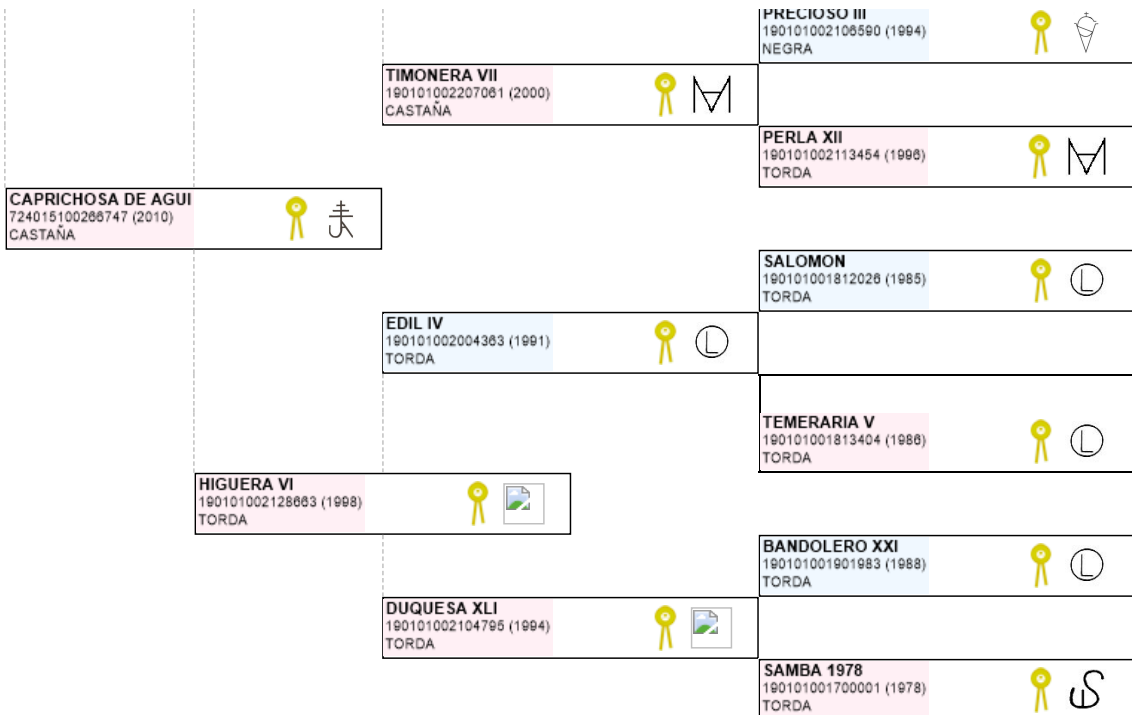 PRECIOSO III
190101002106590 (1994)
NEGRA
TIMONERA VII
190101002207061 (2000)
CASTAÑA
PERLA XII
190101002113454 (1996)
TORDA
CAPRICHOSA DE AGUI
724015100266747 (2010)
CASTAÑA
SALOMON
190101001812026 (1985)
TORDA
EDIL IV
190101002004363 (1991)
TORDA
TEMERARIA V
190101001813404 (1986)
TORDA
HIGUERA VI
190101002128663 (1998)
TORDA
BANDOLERO XXI
190101001901983 (1988)
TORDA
DUQUESA XLI
190101002104795 (1994)
TORDA
SAMBA 1978
190101001700001 (1978)
TORDA